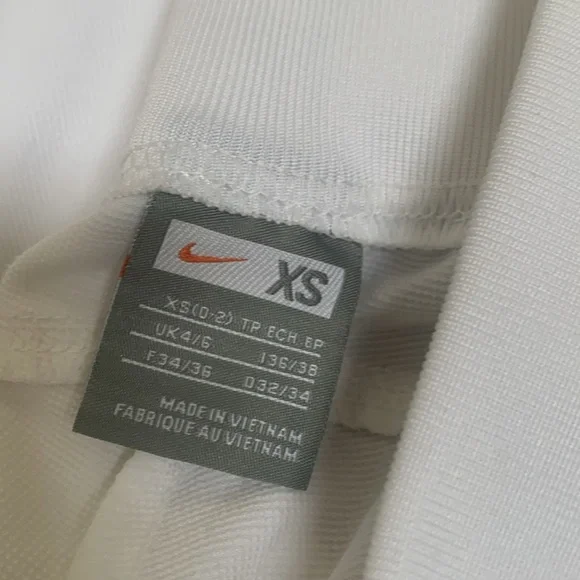 XS
XS(0-2) TP ECH EP
UK4/6 I36/38
F34/36 D32/34
MADE IN VIETNAM
FABRIQUE AU VIETNAM